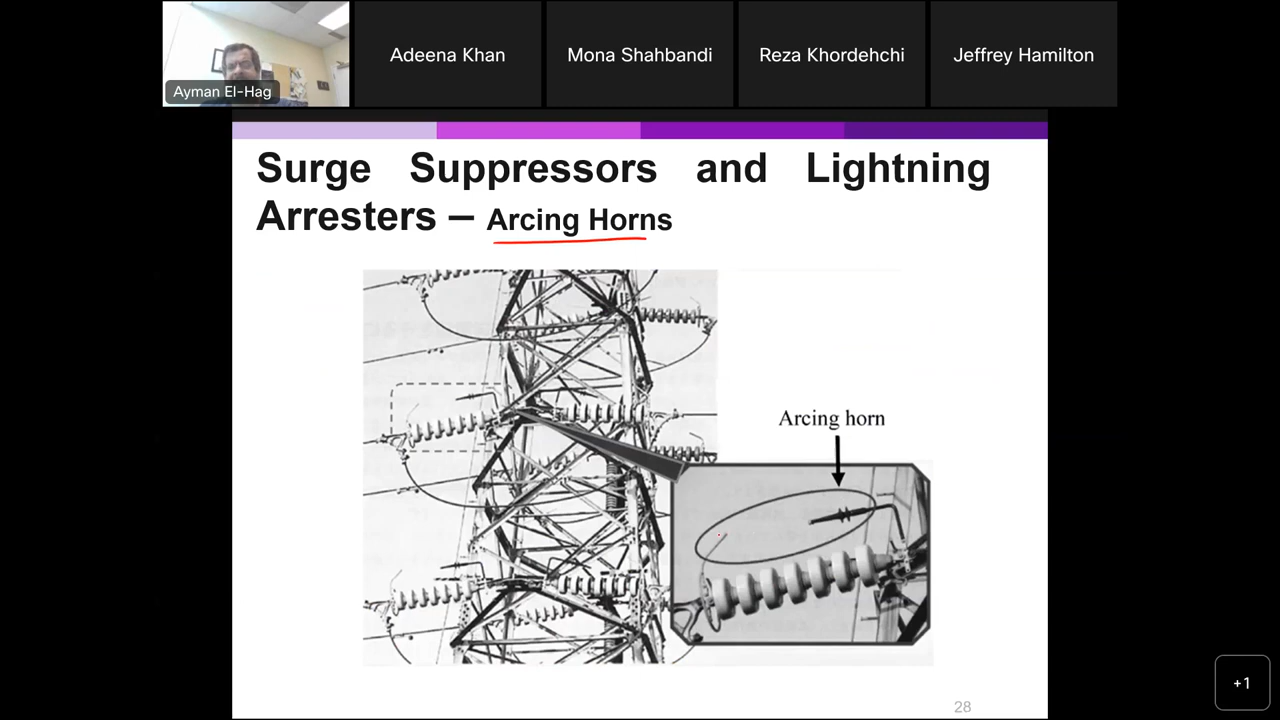 Ayman El-Hag
Adeena Khan
Mona Shahbandi
Reza Khordehchi
Jeffrey Hamilton
Surge Suppressors and Lightning
Arresters – Arcing Horns
Arcing horn
28
+1